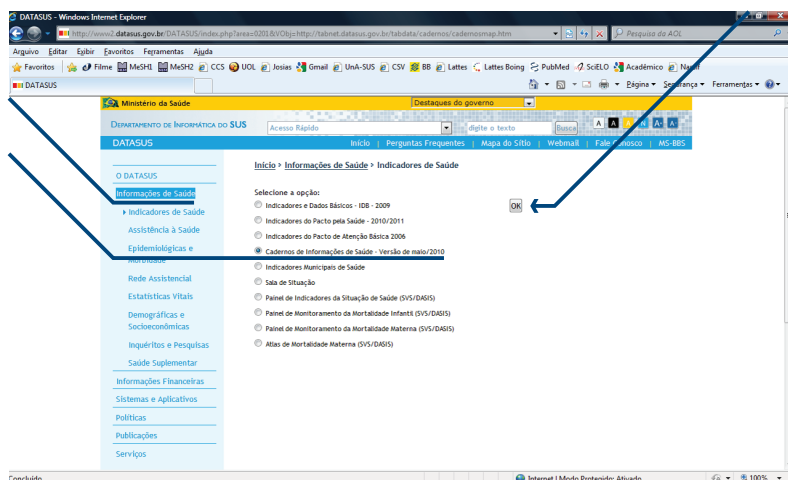 DATASUS - Windows Internet Explorer
http://www2.datasus.gov.br/DATASUS/index.php?area=0201&VObj=http://tabnet.datasus.gov.br/tabdata/cadernos/cadernosmap.htm
Pesquisa da AOL
Arquivo Editar Exibir Favoritos Ferramentas Ajuda
Favoritos Filme MeSH1 MeSH2 CCS UOL Josias Gmail UnA-SUS CSV BB Lattes Lattes Boing PubMed SciELO Acadêmico
DATASUS
Página Segurança Ferramentas
Ministério da Saúde
Destaques do governo
DEPARTAMENTO DE INFORMÁTICA DO SUS
Acesso Rápido
digite o texto
Busca
A A A A A+ A-
DATASUS
Início | Perguntas Frequentes | Mapa do Sítio | Webmail | Fale Conosco | MS-BBS
Início > Informações de Saúde > Indicadores de Saúde
O DATASUS
Informações de Saúde
Indicadores de Saúde
Assistência à Saúde
Epidemiológicas e
Morbidade
Rede Assistencial
Estatísticas Vitais
Demográficas e
Socioeconômicas
Inquéritos e Pesquisas
Saúde Suplementar
Informações Financeiras
Sistemas e Aplicativos
Políticas
Publicações
Serviços
Selecione a opção:
Indicadores e Dados Básicos - IDB - 2009
OK
Indicadores do Pacto pela Saúde - 2010/2011
Indicadores do Pacto de Atenção Básica 2006
Cadernos de Informações de Saúde - Versão de maio/2010
Indicadores Municipais de Saúde
Sala de Situação
Painel de Indicadores da Situação de Saúde (SVS/DASIS)
Painel de Monitoramento da Mortalidade Infantil (SVS/DASIS)
Painel de Monitoramento da Mortalidade Materna (SVS/DASIS)
Atlas de Mortalidade Materna (SVS/DASIS)
Concluído
Internet | Modo Protegido: Ativado
100%